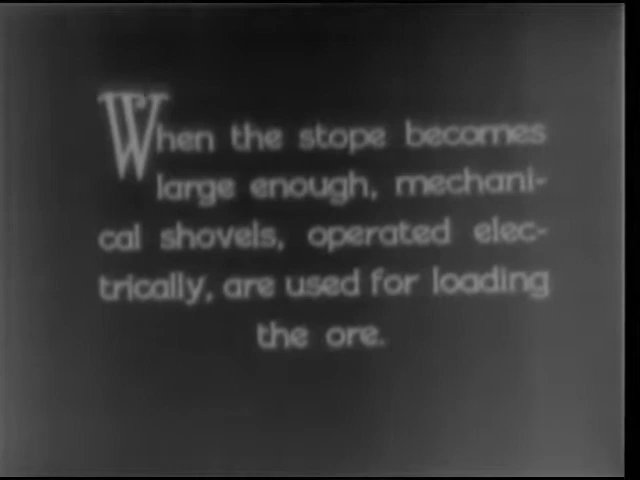 When the stope becomes
large enough, mechani-
cal shovels, operated elec-
trically, are used for loading
the ore.